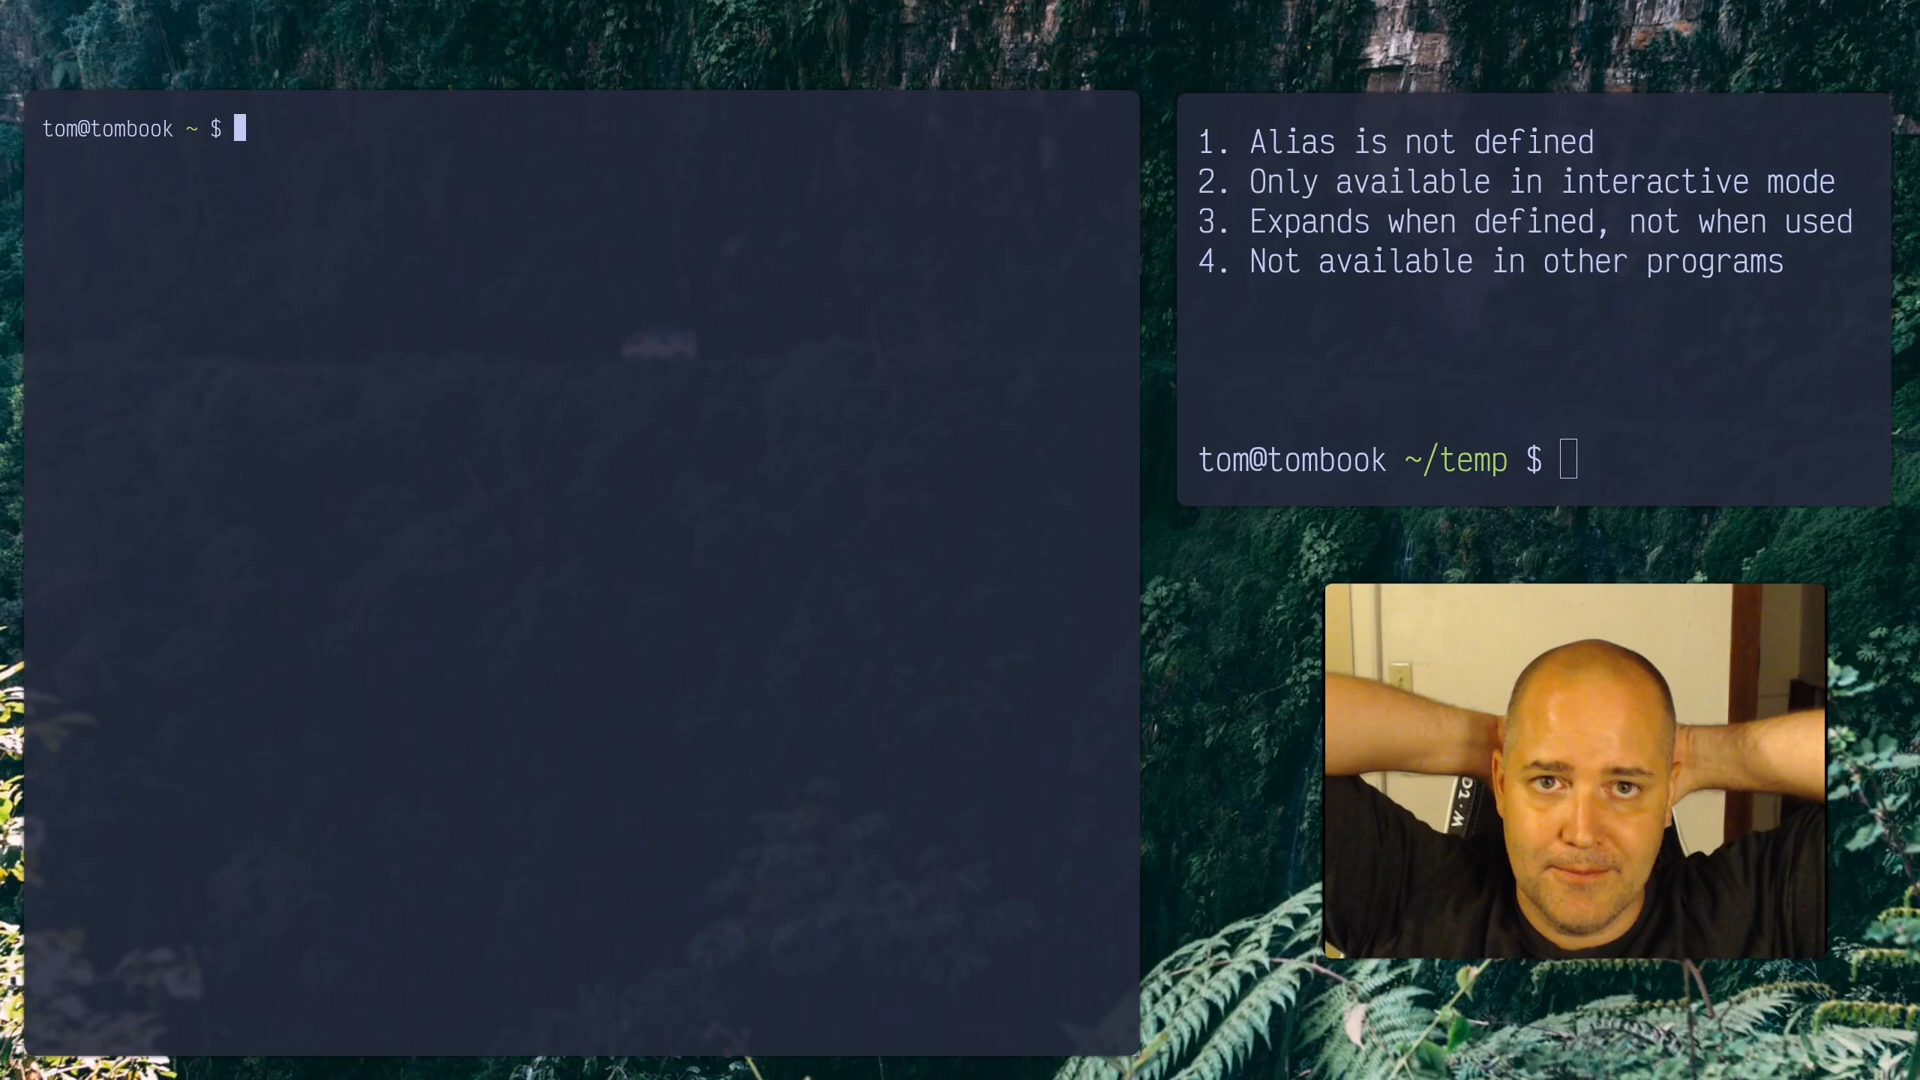 tom@tombook ~ $
1. Alias is not defined
2. Only available in interactive mode
3. Expands when defined, not when used
4. Not available in other programs
tom@tombook ~/temp $